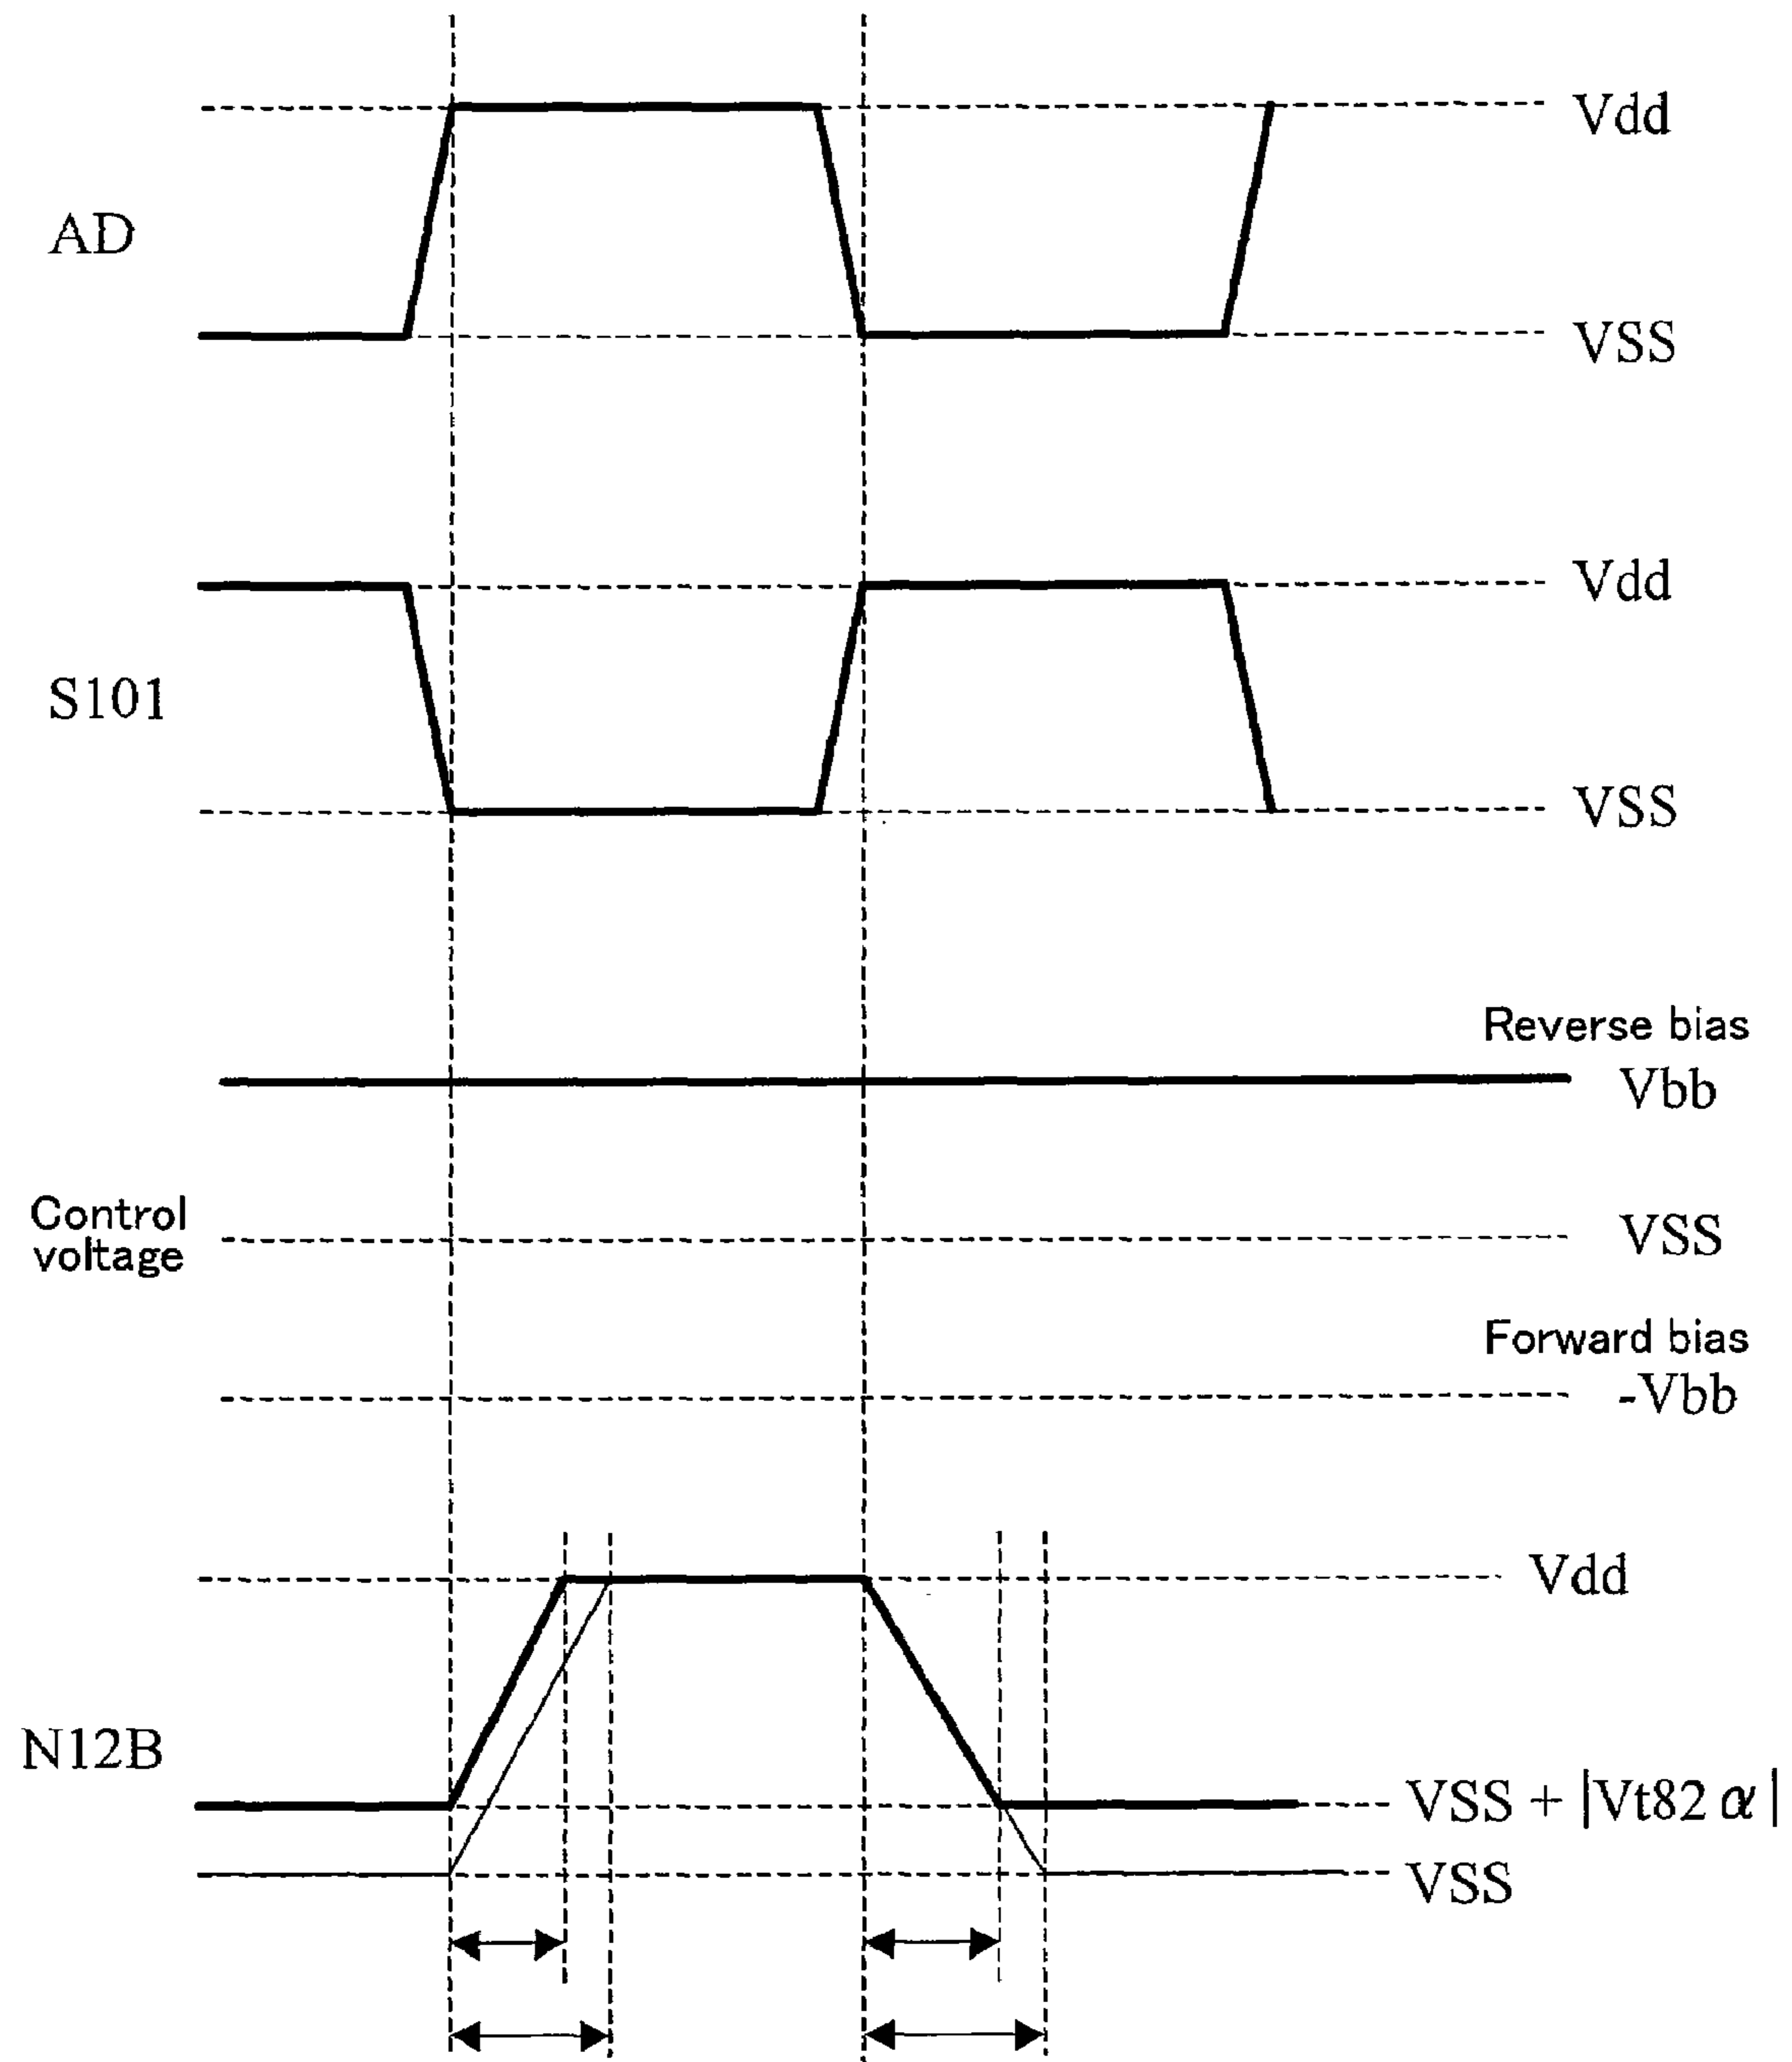 Vdd
AD
VSS
Vdd
S101
VSS
Reverse bias
Vbb
Control
voltage
VSS
Forward bias
-Vbb
Vdd
N12B
VSS + |Vt82 α|
VSS